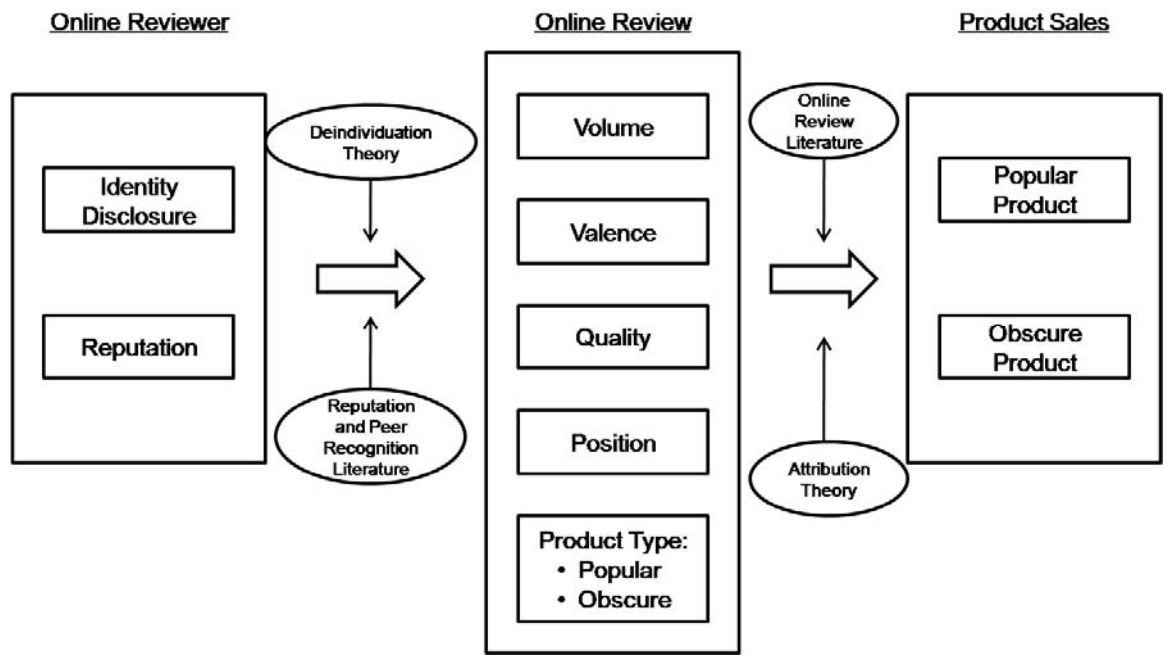 Online Reviewer
Identity
Disclosure
Reputation
Deindividuation
Theory
Reputation
and Peer
Recognition
Literature
Online Review
Volume
Valence
Quality
Position
Product Type:
• Popular
• Obscure
Online
Review
Literature
Attribution
Theory
Product Sales
Popular
Product
Obscure
Product